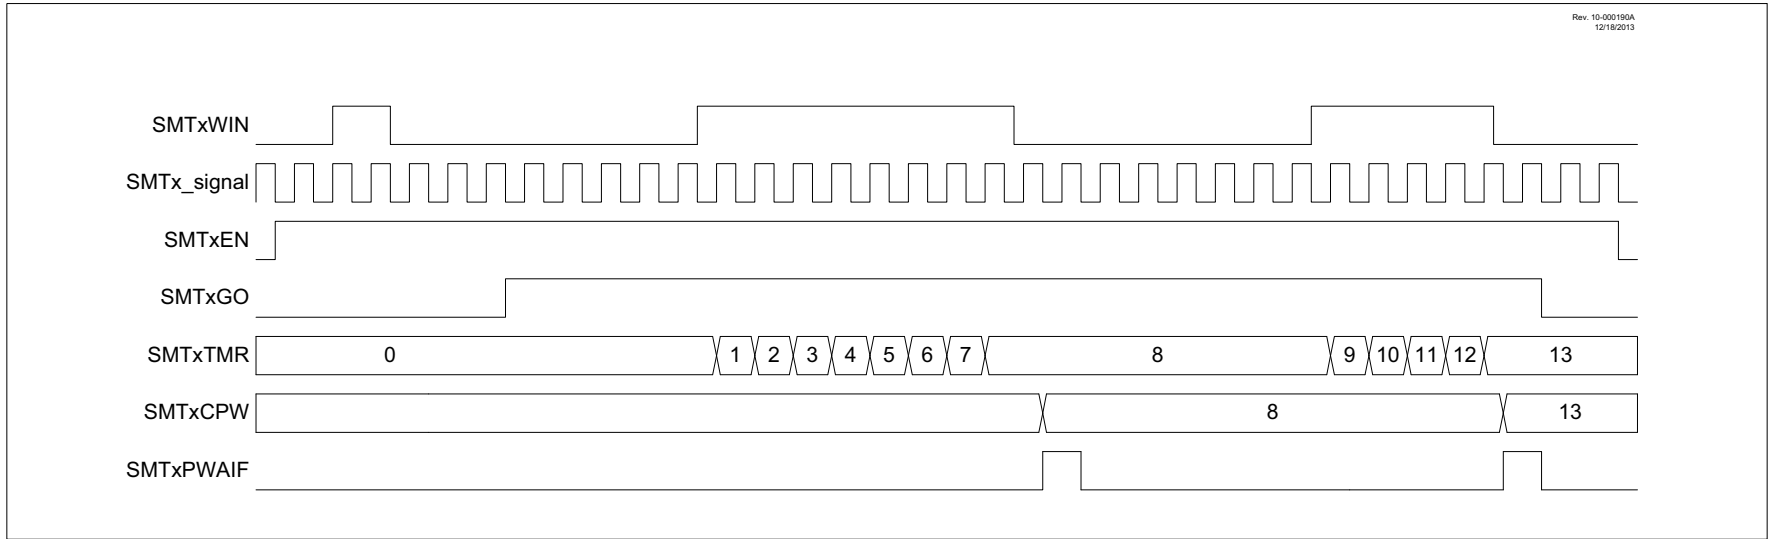 Rev. 10-000190A
12/18/2013
SMTxWIN
SMTx_signal
SMTxEN
SMTxGO
SMTxTMR 0 1 2 3 4 5 6 7 8 9 10 11 12 13
SMTxCPW 8 13
SMTxPWAIF